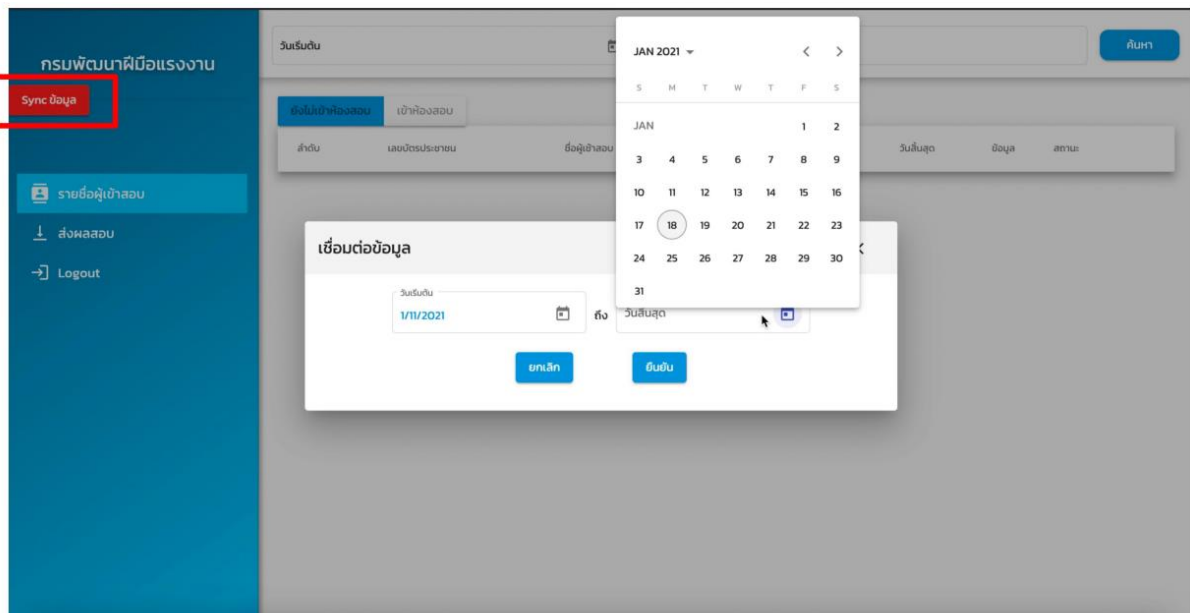 กรมพัฒนาฝีมือแรงงาน
Sync ข้อมูล
รายชื่อผู้เข้าสอบ
ส่งผลสอบ
Logout
วันเริ่มต้น
ค้นหา
ยังไม่เข้าห้องสอบ เข้าห้องสอบ
ลำดับ เลขบัตรประชาชน ชื่อผู้เข้าสอบ วันสิ้นสุด ข้อมูล สถานะ
JAN 2021
S M T W T F S
JAN 1 2
3 4 5 6 7 8 9
10 11 12 13 14 15 16
17 18 19 20 21 22 23
24 25 26 27 28 29 30
31
เชื่อมต่อข้อมูล
วันเริ่มต้น
1/11/2021 ถึง วันสิ้นสุด
ยกเลิก ยืนยัน